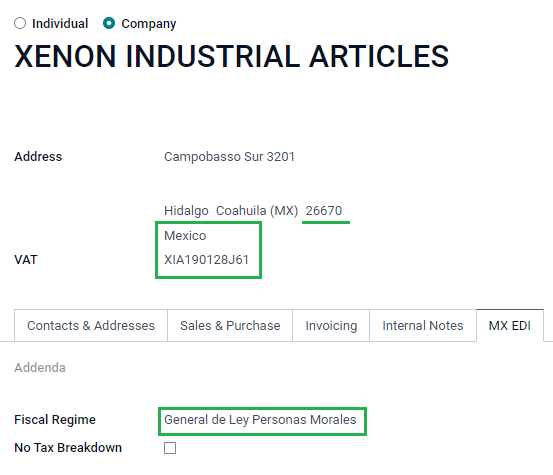 Individual Company
XENON INDUSTRIAL ARTICLES
Address Campobasso Sur 3201
Hidalgo Coahuila (MX) 26670
Mexico
VAT XIA190128J61
Contacts & Addresses Sales & Purchase Invoicing Internal Notes MX EDI
Addenda
Fiscal Regime General de Ley Personas Morales
No Tax Breakdown